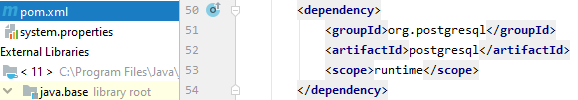 pom.xml
system.properties
External Libraries
< 11 > C:\Program Files\Java\
java.base library root
50 <dependency>
51 <groupId>org.postgresql</groupId>
52 <artifactId>postgresql</artifactId>
53 <scope>runtime</scope>
54 </dependency>